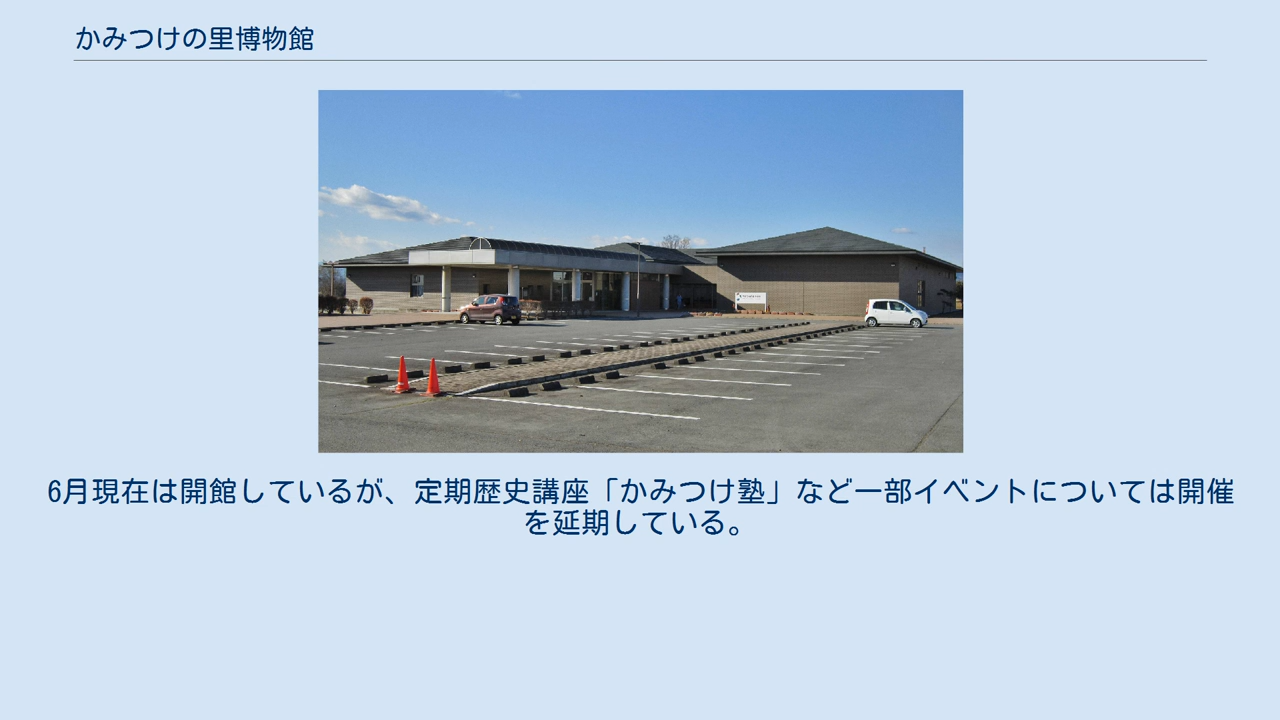 かみつけの里博物館
6月現在は開館しているが、定期歴史講座「かみつけ塾」など一部イベントについては開催
を延期している。